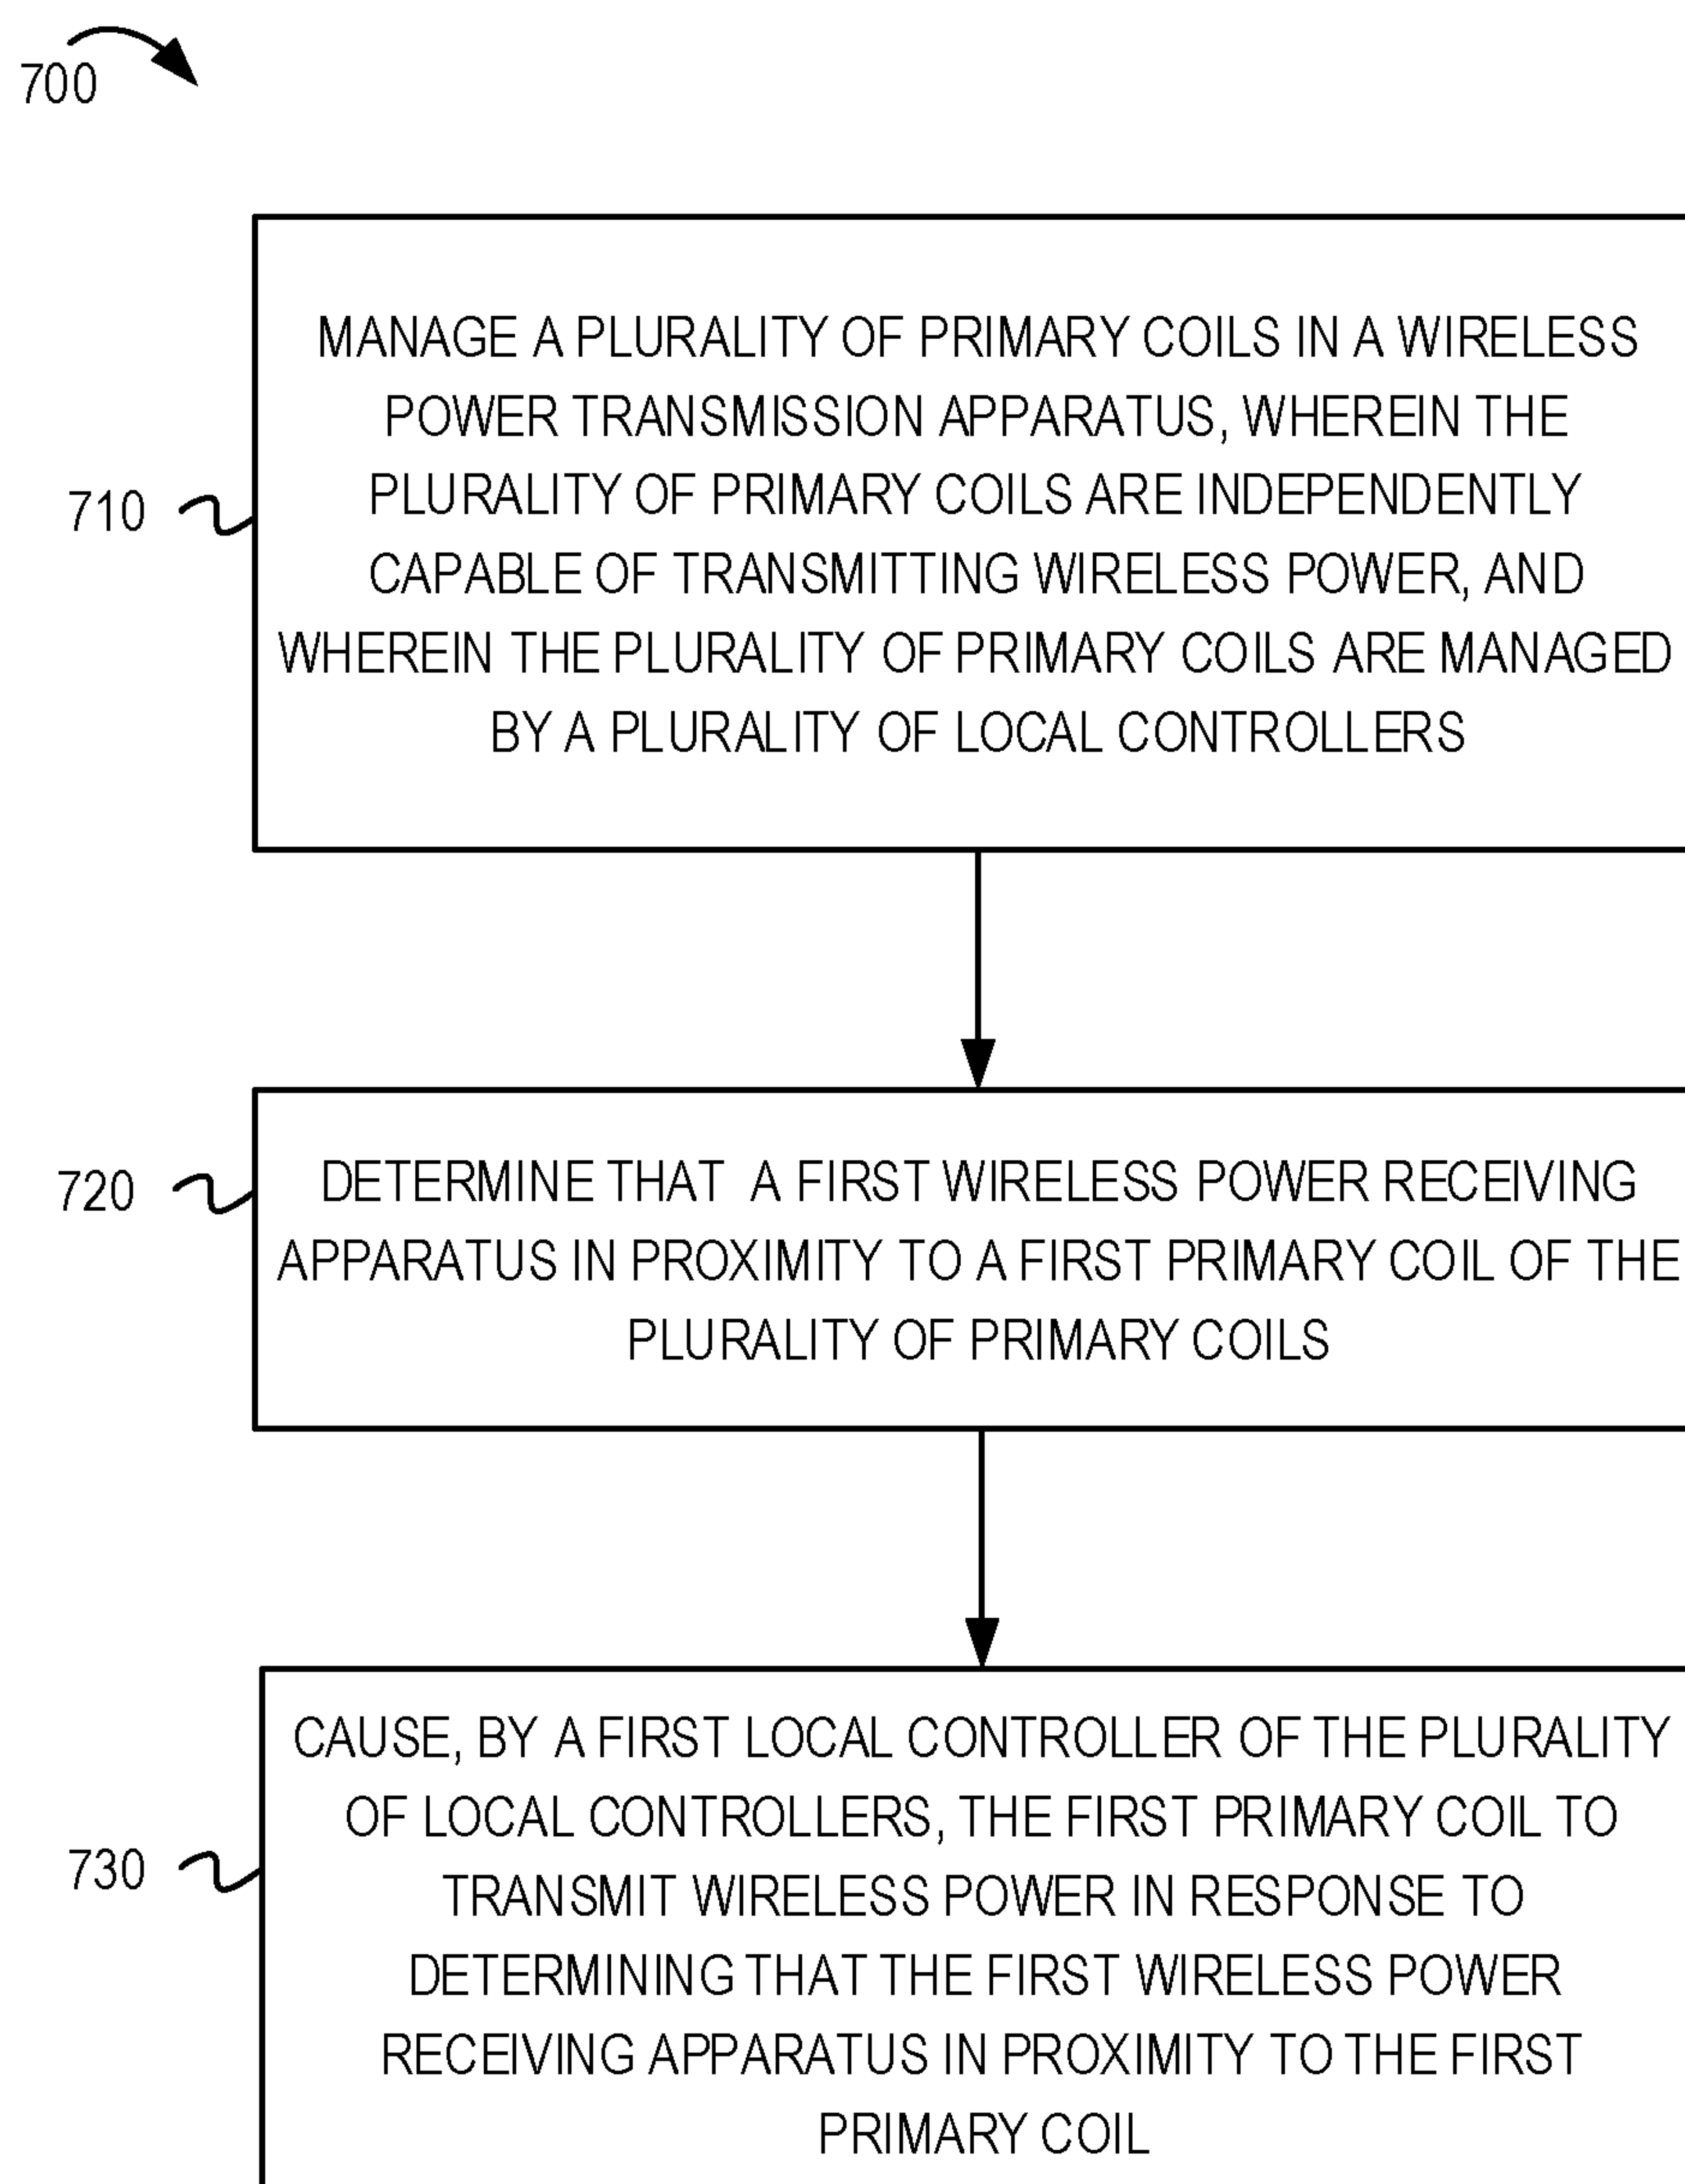 700
MANAGE A PLURALITY OF PRIMARY COILS IN A WIRELESS
POWER TRANSMISSION APPARATUS, WHEREIN THE
PLURALITY OF PRIMARY COILS ARE INDEPENDENTLY
CAPABLE OF TRANSMITTING WIRELESS POWER, AND
WHEREIN THE PLURALITY OF PRIMARY COILS ARE MANAGED
BY A PLURALITY OF LOCAL CONTROLLERS
710
DETERMINE THAT A FIRST WIRELESS POWER RECEIVING
APPARATUS IN PROXIMITY TO A FIRST PRIMARY COIL OF THE
PLURALITY OF PRIMARY COILS
720
CAUSE, BY A FIRST LOCAL CONTROLLER OF THE PLURALITY
OF LOCAL CONTROLLERS, THE FIRST PRIMARY COIL TO
TRANSMIT WIRELESS POWER IN RESPONSE TO
DETERMINING THAT THE FIRST WIRELESS POWER
RECEIVING APPARATUS IN PROXIMITY TO THE FIRST
PRIMARY COIL
730